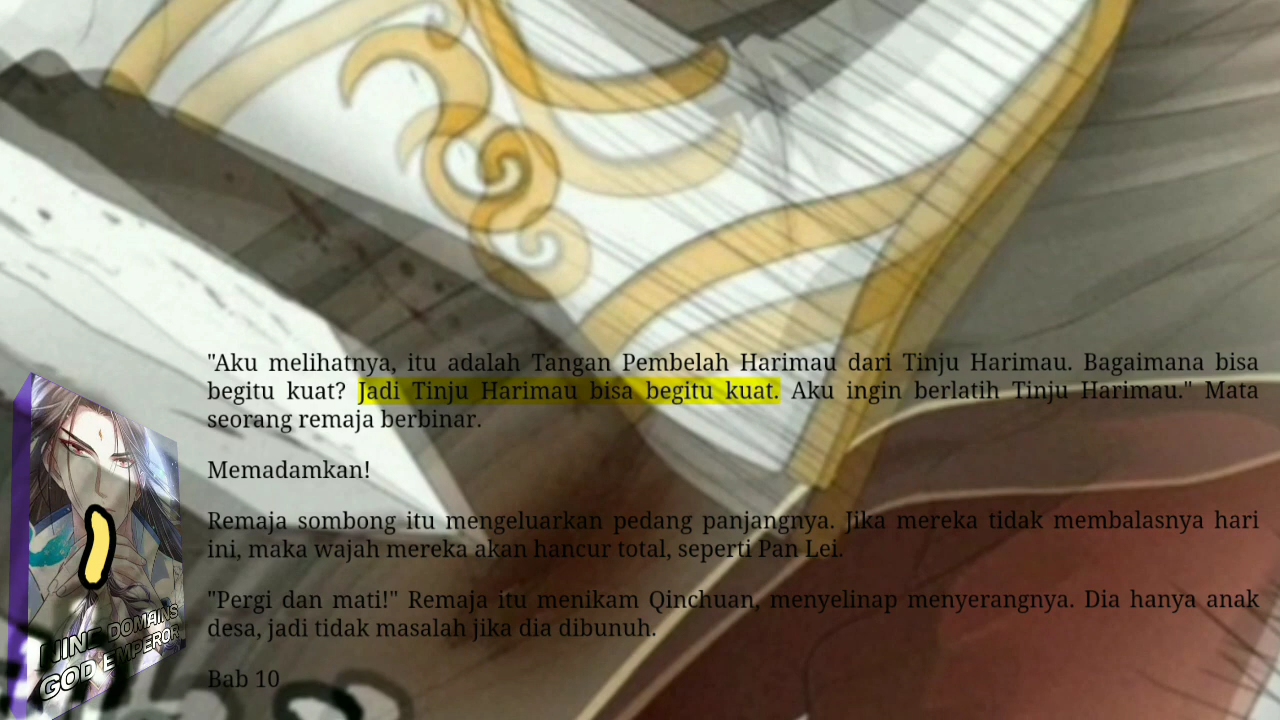 "Aku melihatnya, itu adalah Tangan Pembelah Harimau dari Tinju Harimau. Bagaimana bisa
begitu kuat? Jadi Tinju Harimau bisa begitu kuat. Aku ingin berlatih Tinju Harimau." Mata
seorang remaja berbinar.
Memadamkan!
Remaja sombong itu mengeluarkan pedang panjangnya. Jika mereka tidak membalasnya hari
ini, maka wajah mereka akan hancur total, seperti Pan Lei.
"Pergi dan mati!" Remaja itu menikam Qinchuan, menyelinap menyerangnya. Dia hanya anak
desa, jadi tidak masalah jika dia dibunuh.
Bab 10
NINE DOMAINS
GOD EMPEROR